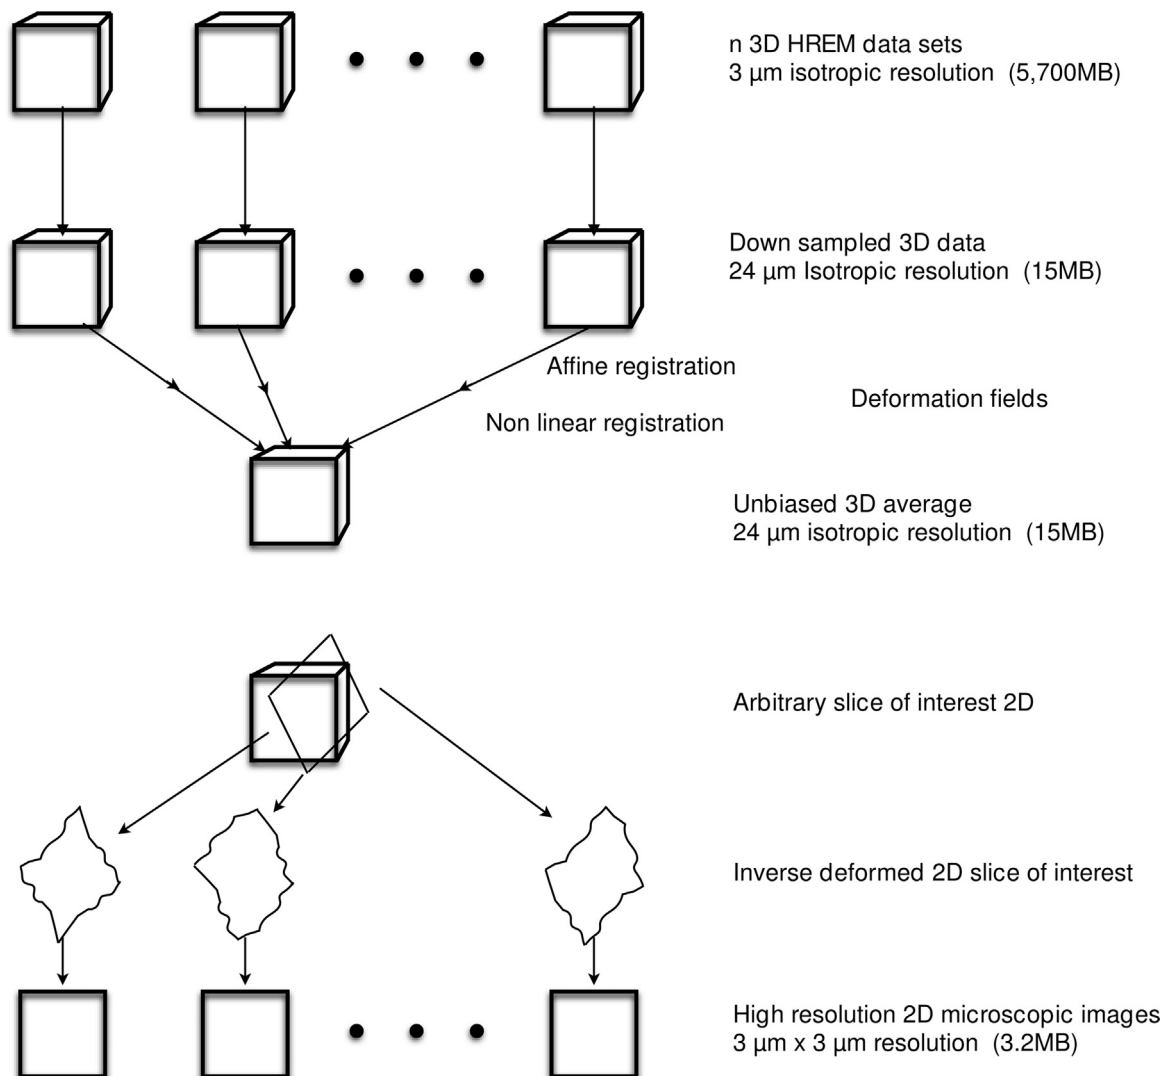 n 3D HREM data sets
3 µm isotropic resolution (5,700MB)
Down sampled 3D data
24 µm Isotropic resolution (15MB)
Affine registration
Deformation fields
Non linear registration
Unbiased 3D average
24 µm isotropic resolution (15MB)
Arbitrary slice of interest 2D
Inverse deformed 2D slice of interest
High resolution 2D microscopic images
3 µm x 3 µm resolution (3.2MB)